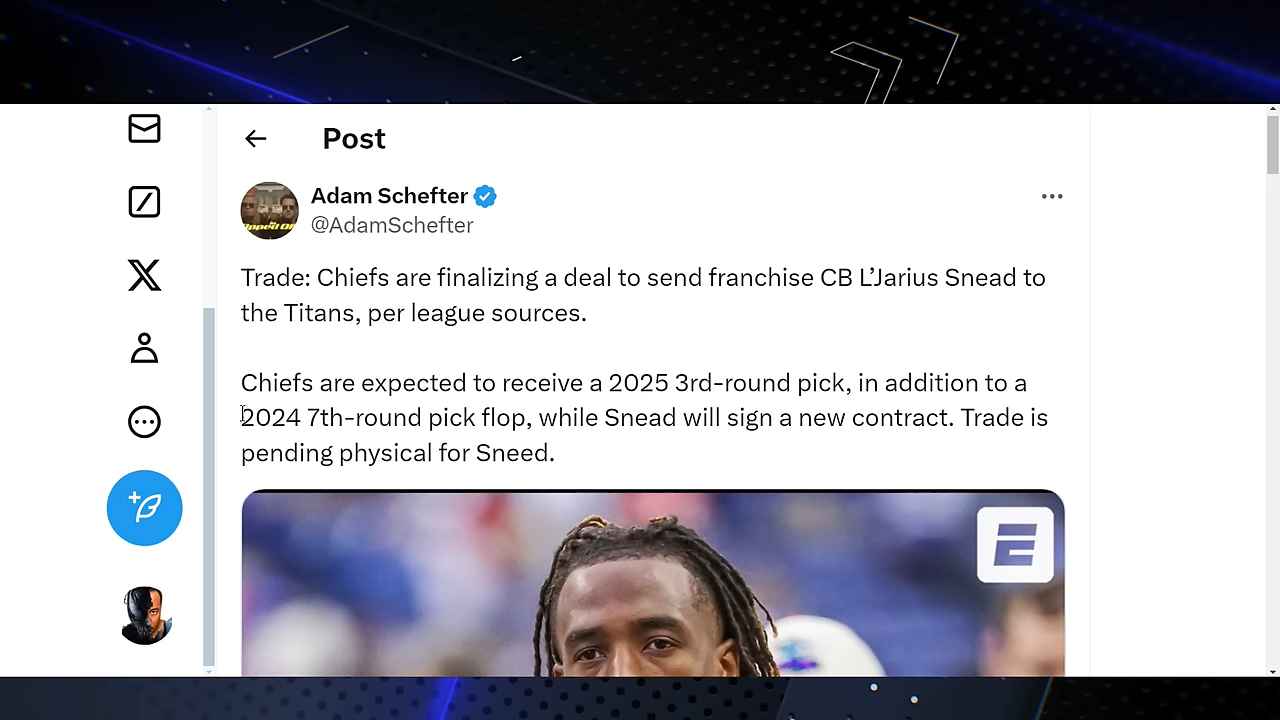 Post
Adam Schefter
@AdamSchefter
Trade: Chiefs are finalizing a deal to send franchise CB L’Jarius Snead to
the Titans, per league sources.
Chiefs are expected to receive a 2025 3rd-round pick, in addition to a
2024 7th-round pick flop, while Snead will sign a new contract. Trade is
pending physical for Sneed.